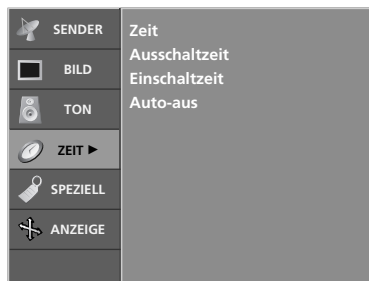 SENDER
BILD
TON
ZEIT ►
SPEZIELL
ANZEIGE
Zeit
Ausschaltzeit
Einschaltzeit
Auto-aus